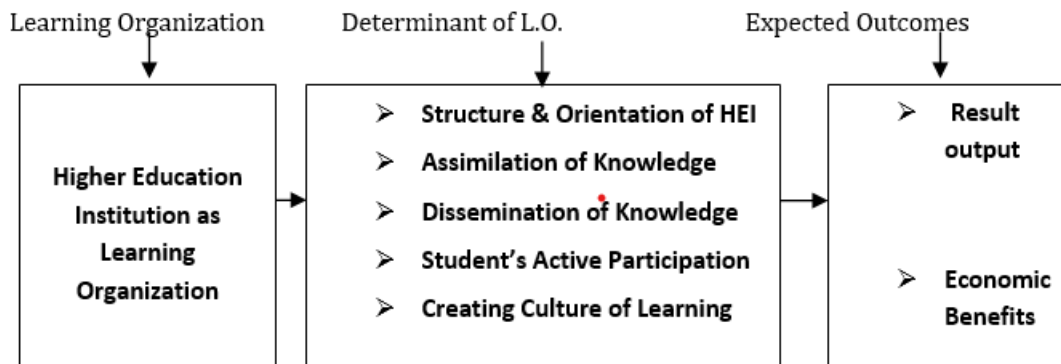 Learning Organization
Determinant of L.O.
Expected Outcomes
Higher Education
Institution as
Learning
Organization
➢ Structure & Orientation of HEI
➢ Assimilation of Knowledge
➢ Dissemination of Knowledge
➢ Student's Active Participation
➢ Creating Culture of Learning
➢ Result
output
➢ Economic
Benefits